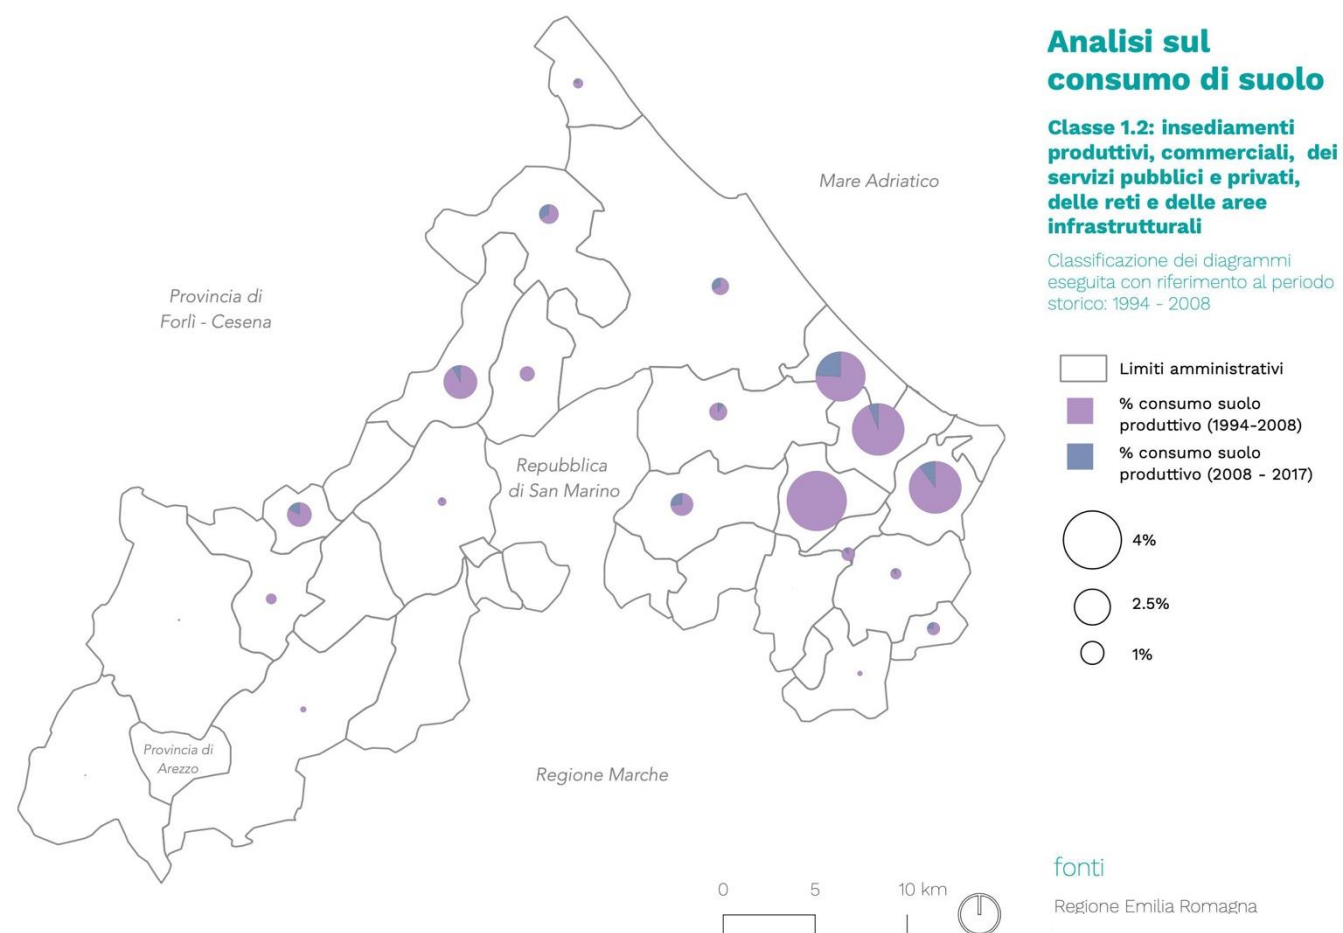 Analisi sul
consumo di suolo
Classe 1.2: insediamenti
produttivi, commerciali, dei
servizi pubblici e privati,
delle reti e delle aree
infrastrutturali
Classificazione dei diagrammi
eseguita con riferimento al periodo
storico: 1994 - 2008
Limiti amministrativi
% consumo suolo
produttivo (1994-2008)
% consumo suolo
produttivo (2008 - 2017)
4%
2.5%
1%
Mare Adriatico
Provincia di
Forlì - Cesena
Repubblica
di San Marino
Provincia di
Arezzo
Regione Marche
0 5 10 km
fonti
Regione Emilia Romagna